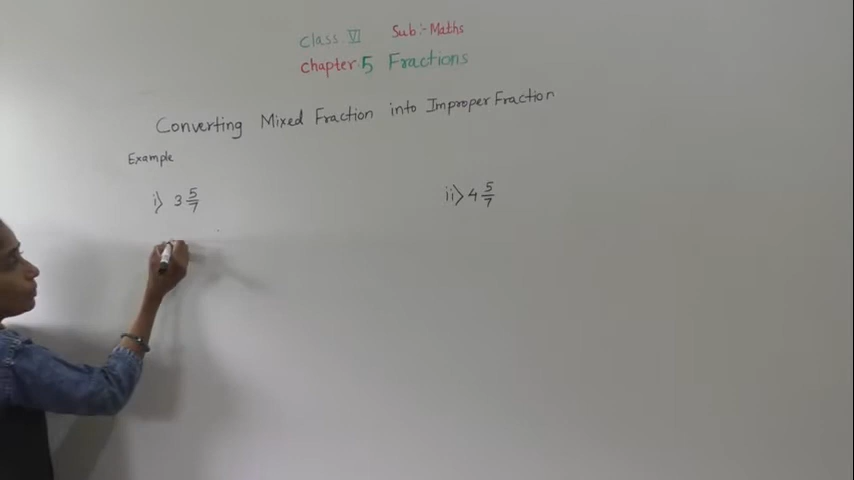 Class VI Sub:- Maths
Chapter 5 Fractions
Converting Mixed Fraction into Improper Fraction
Example
i) 3 5/7 ii) 4 5/7